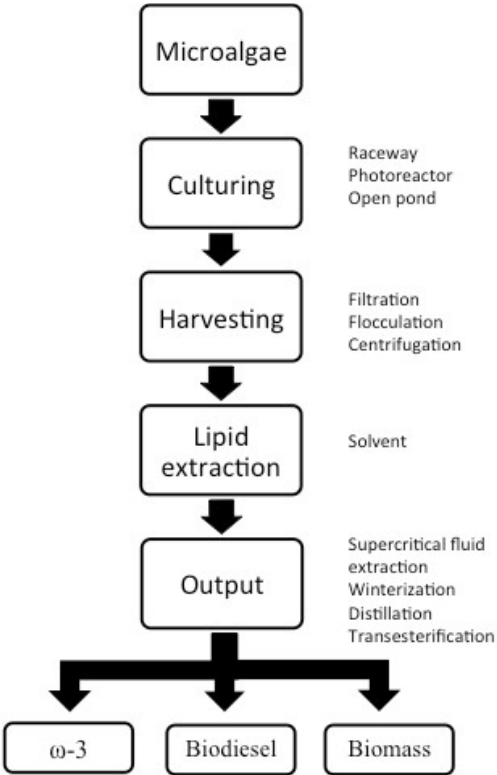 Microalgae
Culturing
Raceway
Photoreactor
Open pond
Harvesting
Filtration
Flocculation
Centrifugation
Lipid
extraction
Solvent
Output
Supercritical fluid
extraction
Winterization
Distillation
Transesterification
ω-3
Biodiesel
Biomass